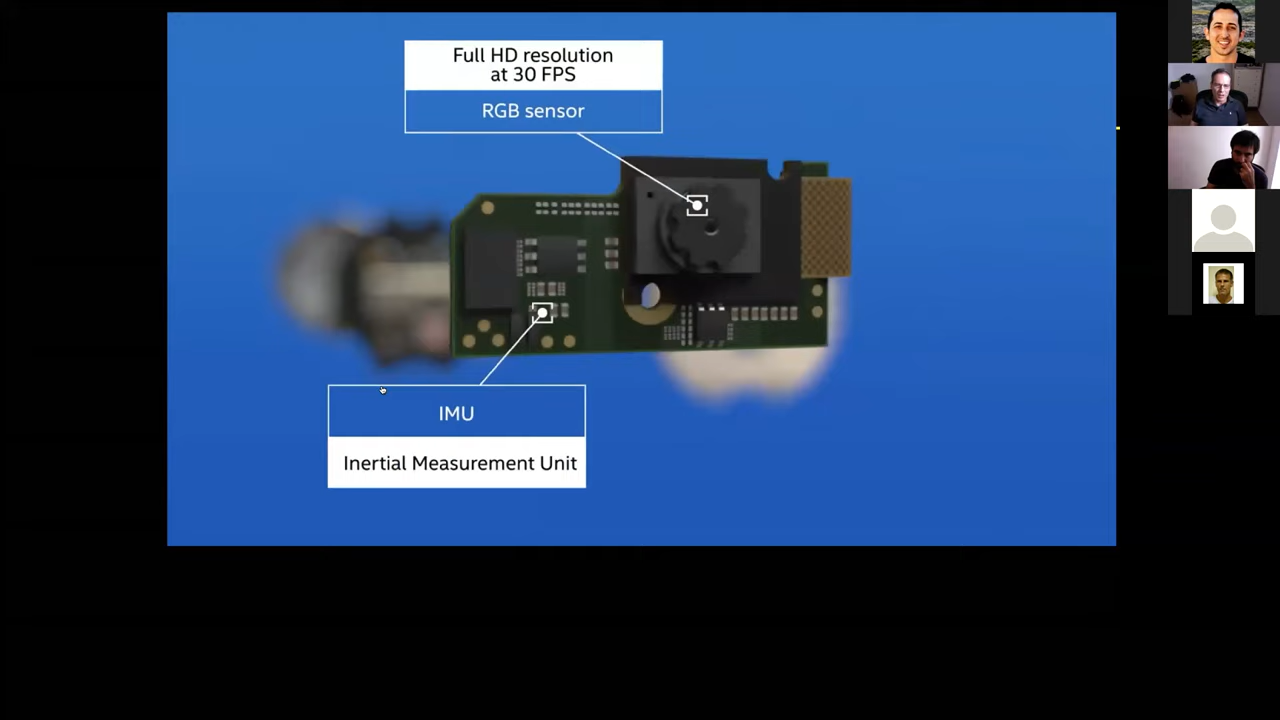 Full HD resolution
at 30 FPS
RGB sensor
IMU
Inertial Measurement Unit